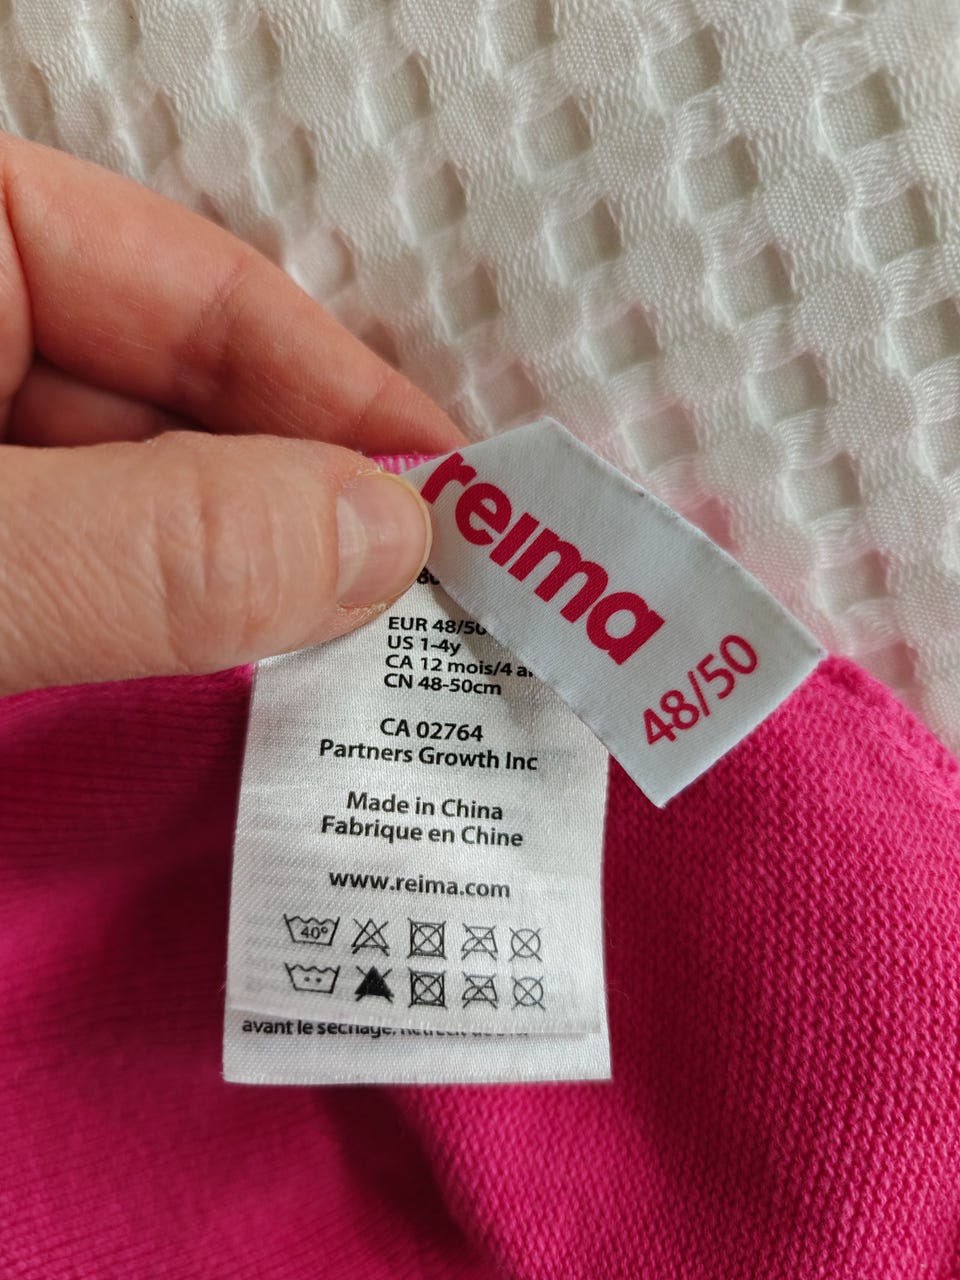 reima
48/50
EUR 48/50
US 1-4y
CA 12 mois/4
CN 48-50cm
CA 02764
Partners Growth Inc
Made in China
Fabrique en Chine
www.reima.com
40°
avant le séchage.